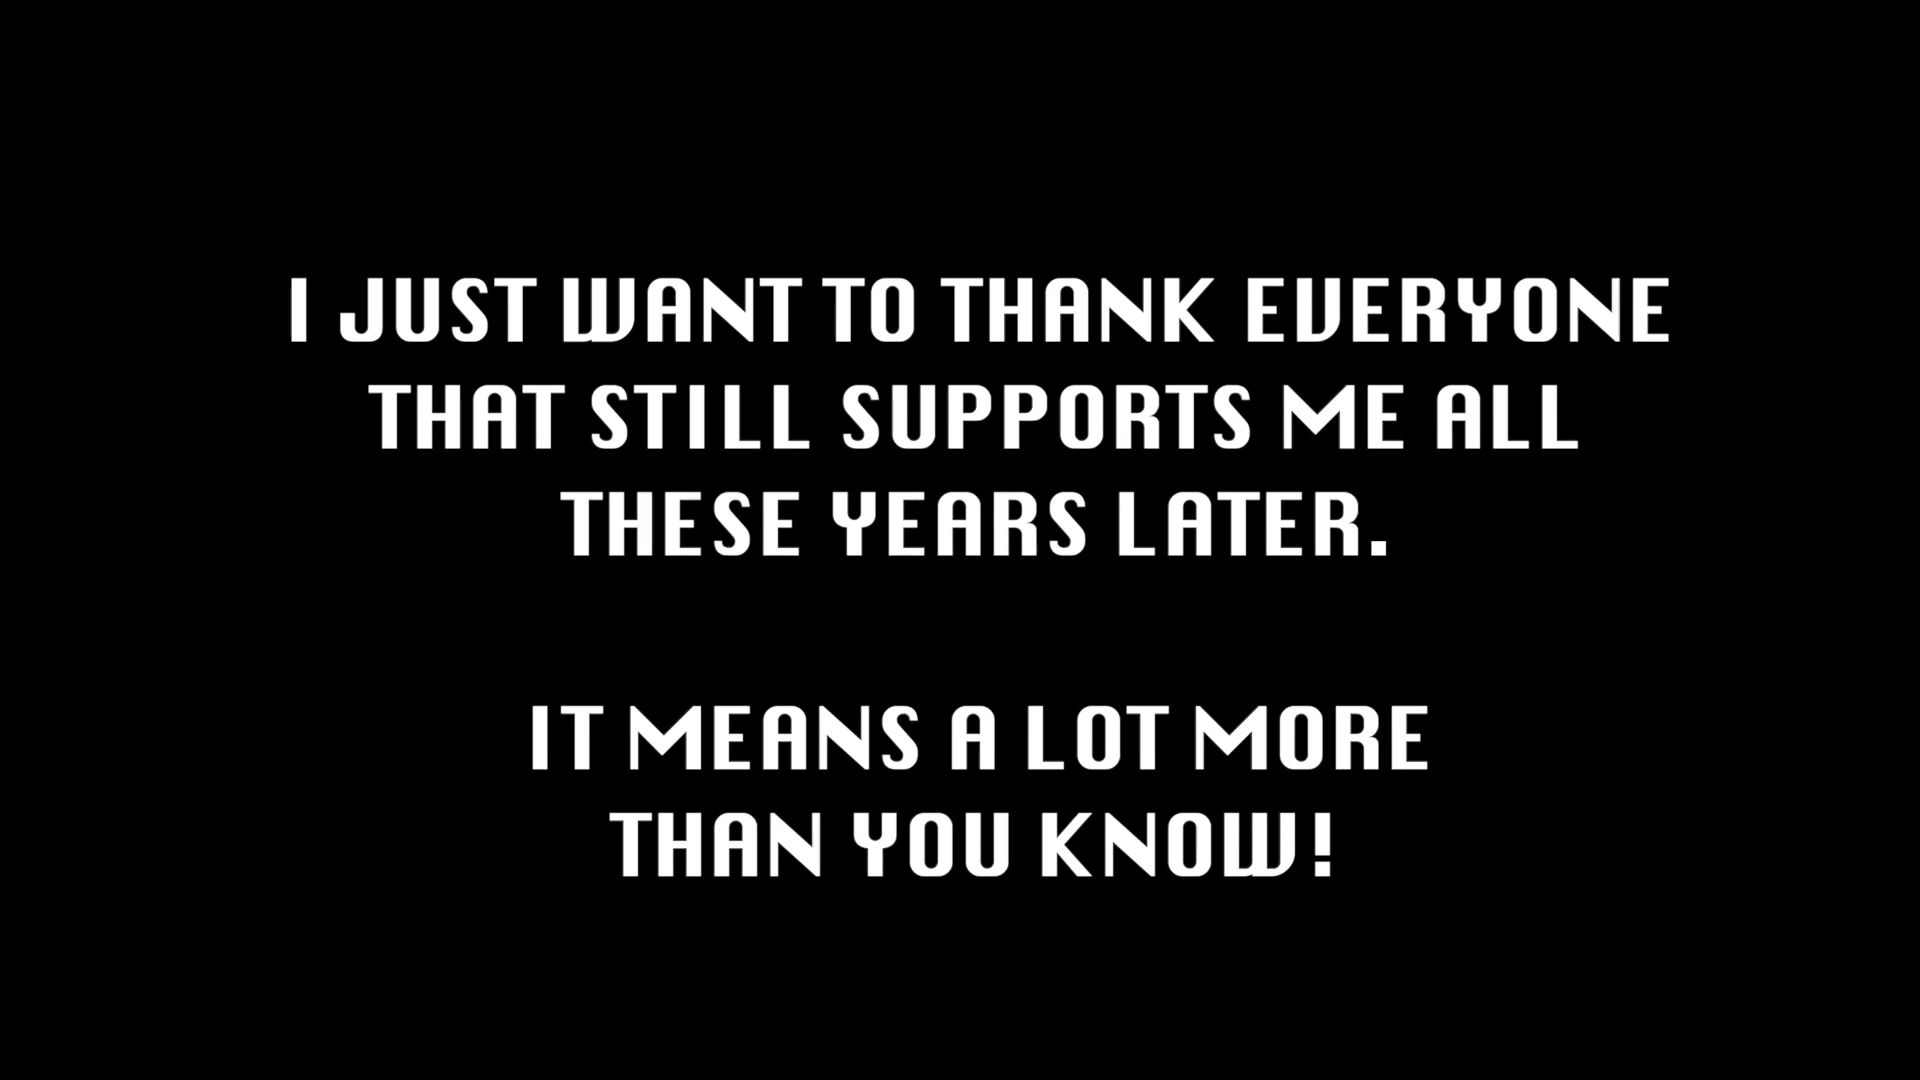 I JUST WANT TO THANK EVERYONE
THAT STILL SUPPORTS ME ALL
THESE YEARS LATER.
IT MEANS A LOT MORE
THAN YOU KNOW!